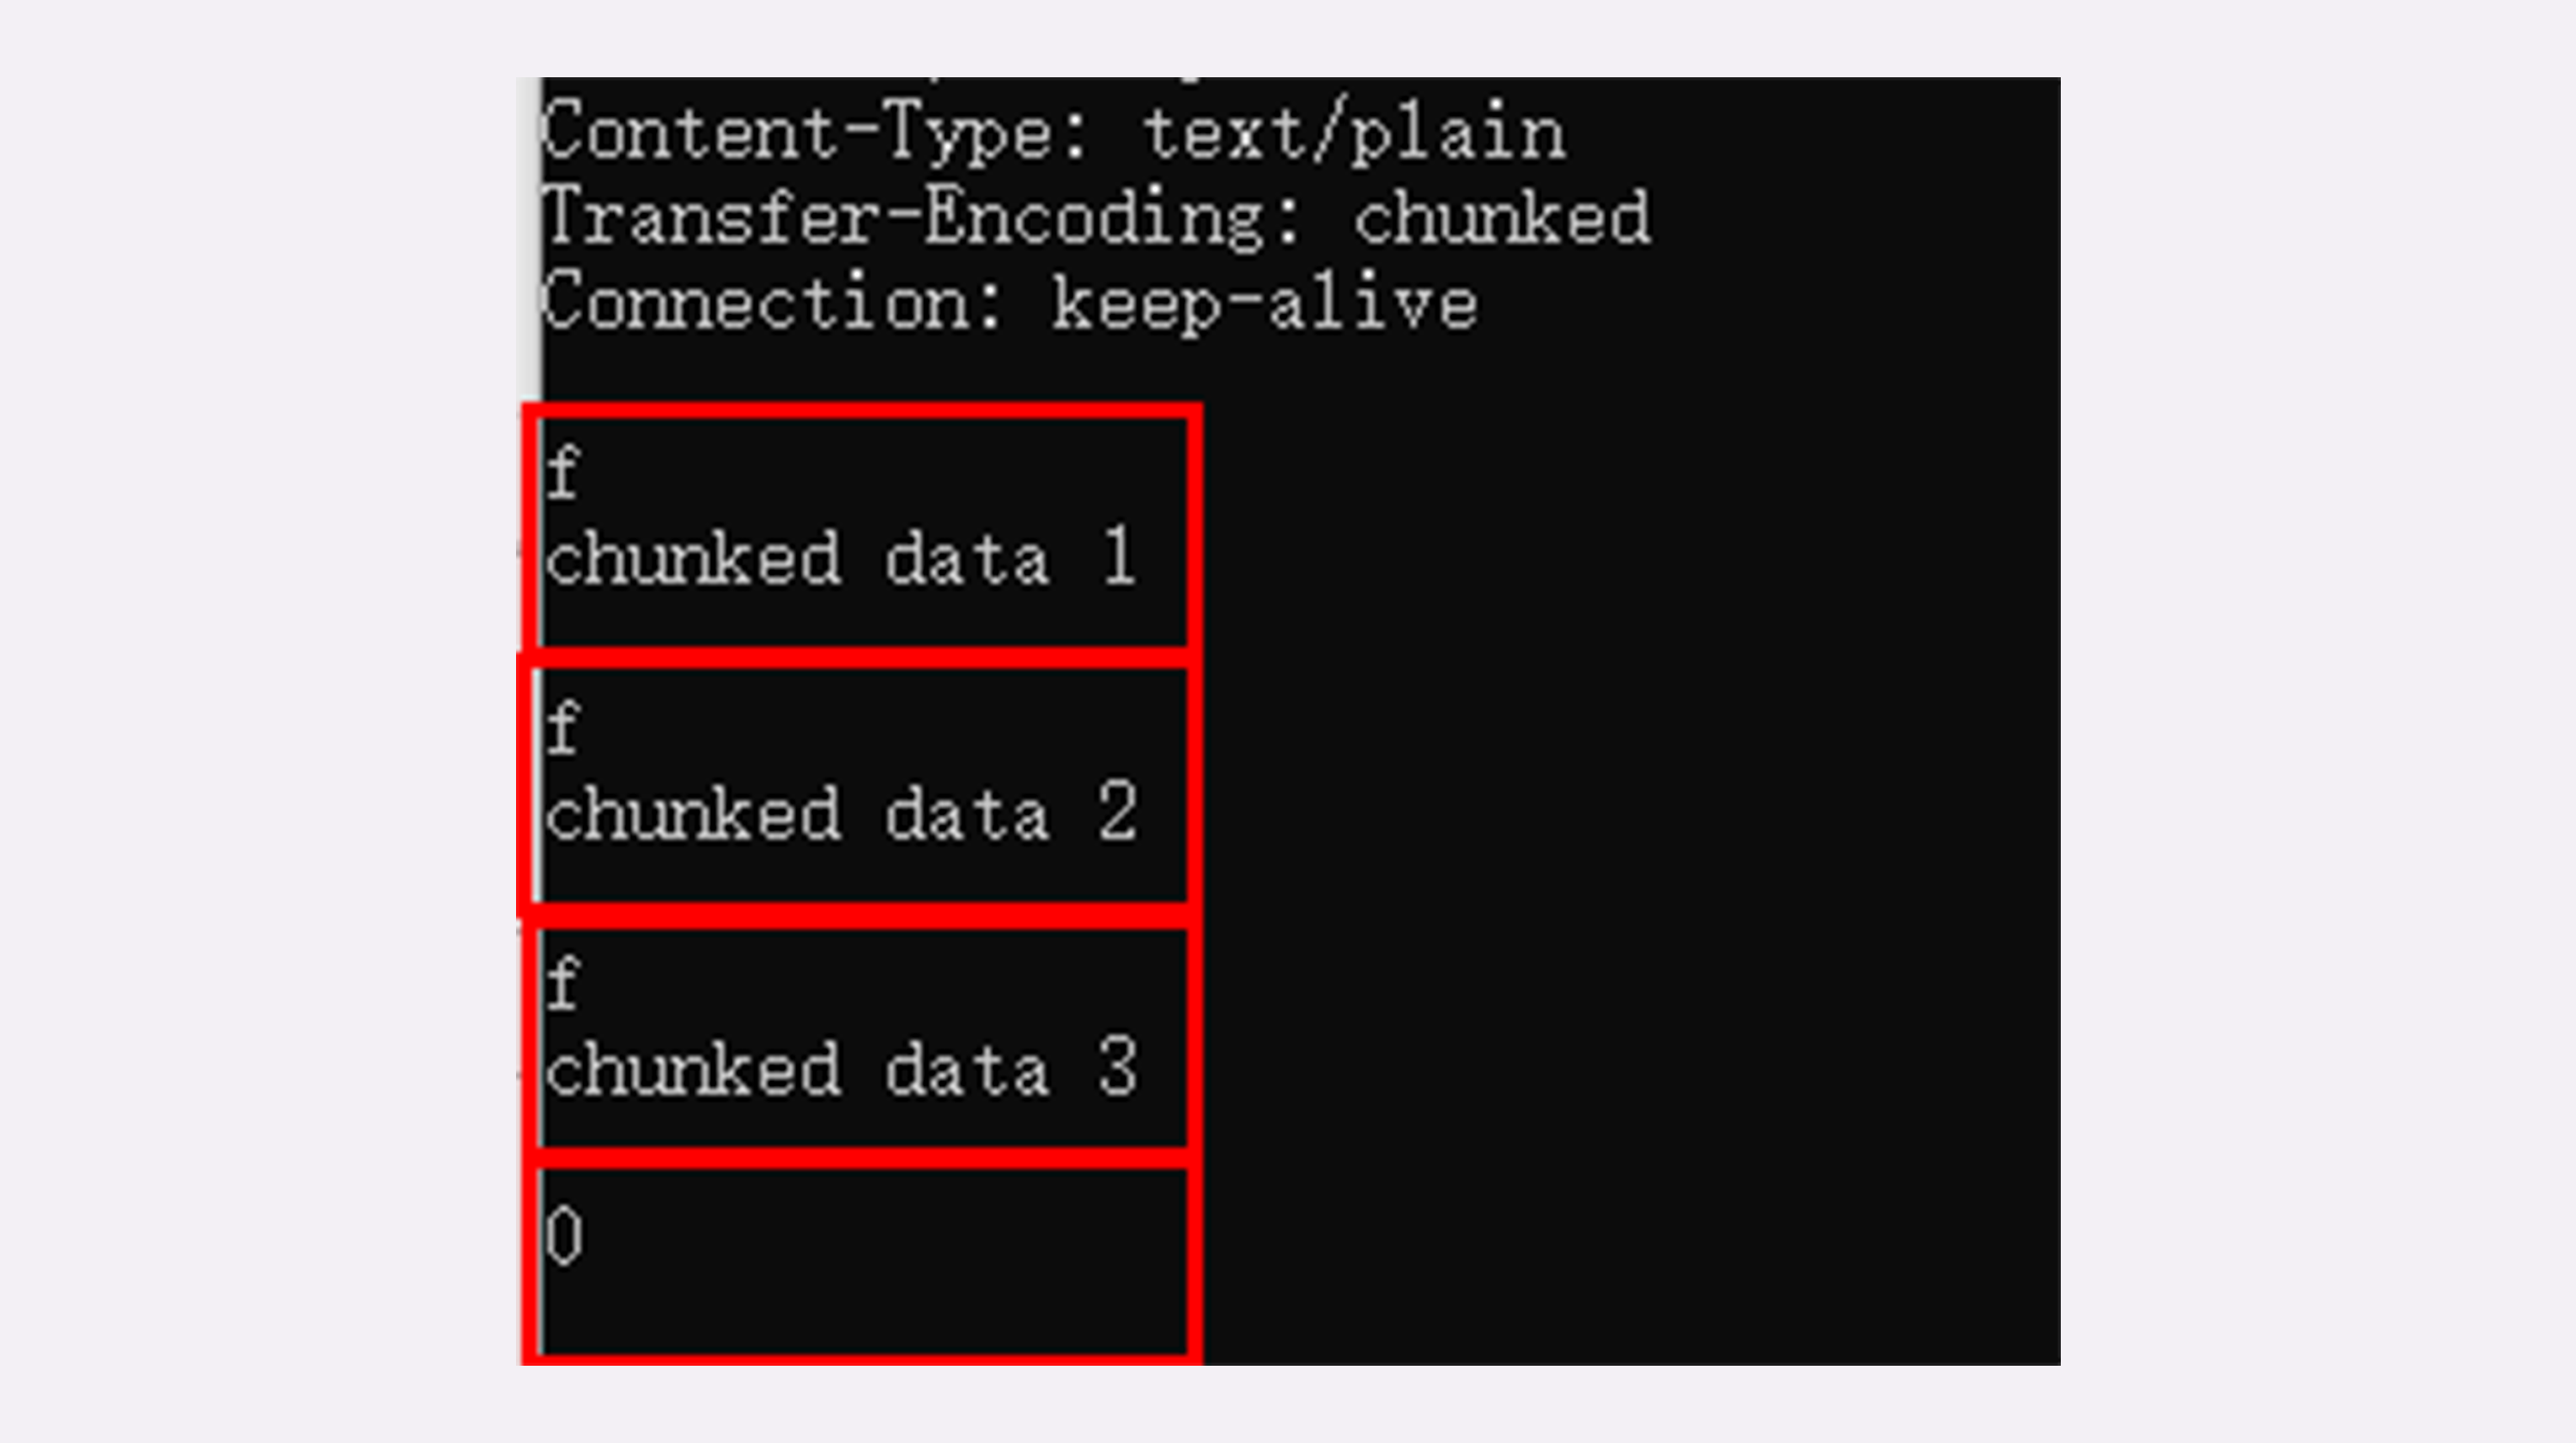 Content-Type: text/plain
Transfer-Encoding: chunked
Connection: keep-alive
f
chunked data 1
f
chunked data 2
f
chunked data 3
0